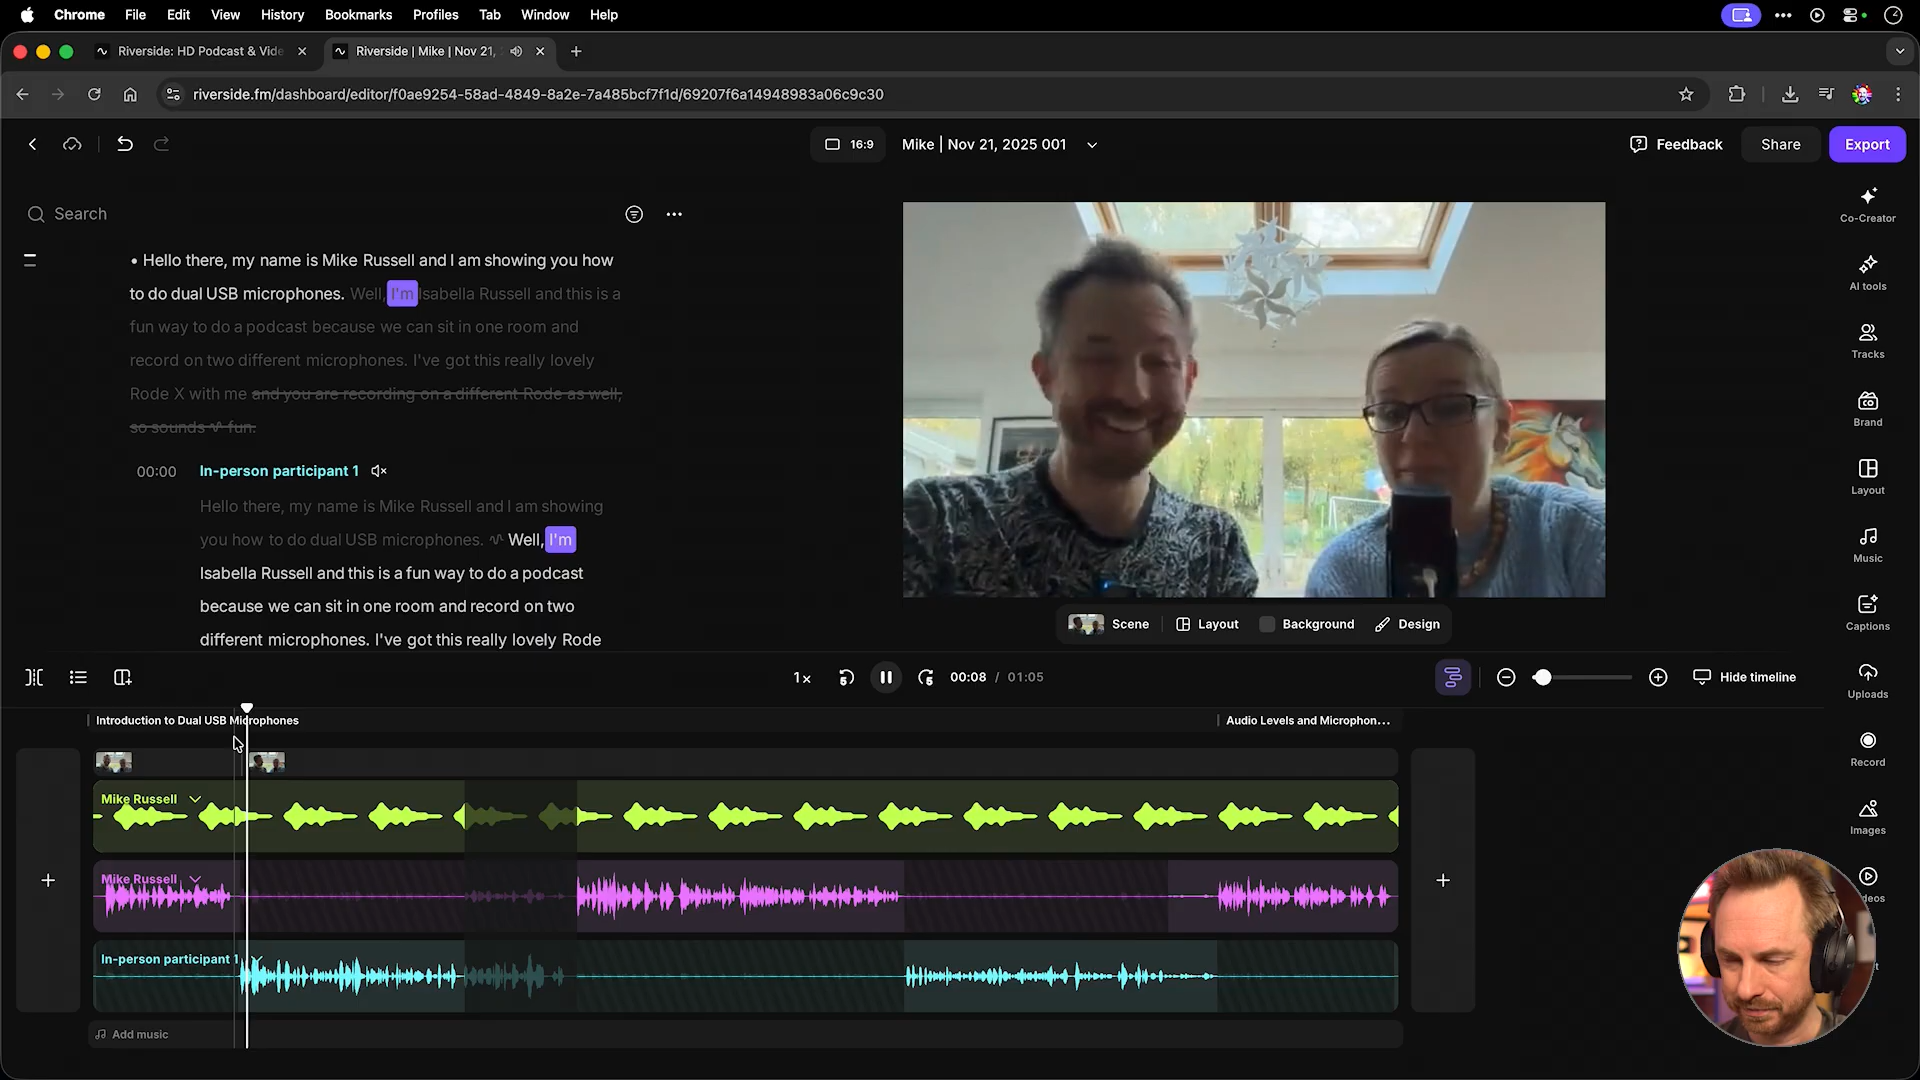 Chrome File Edit View History Bookmarks Profiles Tab Window Help
Riverside: HD Podcast & Vide
Riverside | Mike | Nov 21,
riverside.fm/dashboard/editor/f0ae9254-58ad-4849-8a2e-7a485bcf7f1d/69207f6a14948983a06c9c30
16:9
Mike | Nov 21, 2025 001
Feedback
Share
Export
Search
• Hello there, my name is Mike Russell and I am showing you how
to do dual USB microphones. Well, I'm Isabella Russell and this is a
fun way to do a podcast because we can sit in one room and
record on two different microphones. I've got this really lovely
Rode X with me and you are recording on a different Rode as well,
so sounds fun.
00:00 In-person participant 1
Hello there, my name is Mike Russell and I am showing
you how to do dual USB microphones. Well, I'm
Isabella Russell and this is a fun way to do a podcast
because we can sit in one room and record on two
different microphones. I've got this really lovely Rode
Scene Layout Background Design
Co-Creator
AI tools
Tracks
Brand
Layout
Music
Captions
Uploads
Record
Images
1× 5 5 00:08 / 01:05
Hide timeline
Introduction to Dual USB Microphones
Audio Levels and Microphon...
Mike Russell
Mike Russell
In-person participant 1
Add music